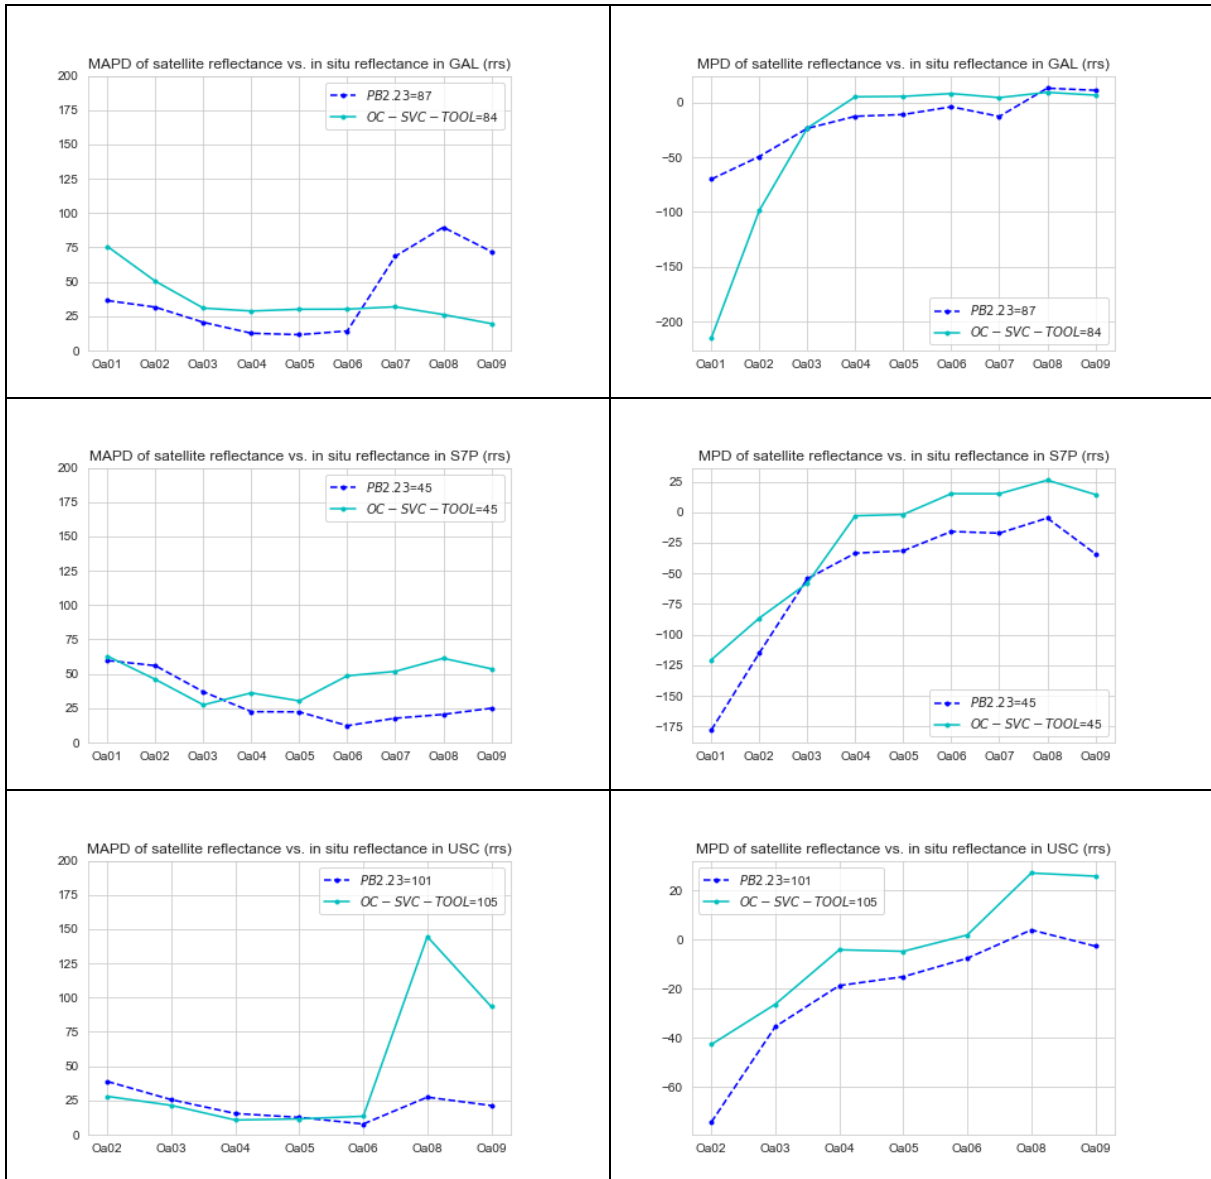 MAPD of satellite reflectance vs. in situ reflectance in GAL (rrs)
200
175
150
125
100
75
50
25
0
PB2.23=87
OC − SVC − TOOL=84
Oa01 Oa02 Oa03 Oa04 Oa05 Oa06 Oa07 Oa08 Oa09
MPD of satellite reflectance vs. in situ reflectance in GAL (rrs)
0
−50
−100
−150
−200
PB2.23=87
OC − SVC − TOOL=84
Oa01 Oa02 Oa03 Oa04 Oa05 Oa06 Oa07 Oa08 Oa09
MAPD of satellite reflectance vs. in situ reflectance in S7P (rrs)
200
175
150
125
100
75
50
25
0
PB2.23=45
OC − SVC − TOOL=45
Oa01 Oa02 Oa03 Oa04 Oa05 Oa06 Oa07 Oa08 Oa09
MPD of satellite reflectance vs. in situ reflectance in S7P (rrs)
25
0
−25
−50
−75
−100
−125
−150
−175
PB2.23=45
OC − SVC − TOOL=45
Oa01 Oa02 Oa03 Oa04 Oa05 Oa06 Oa07 Oa08 Oa09
MAPD of satellite reflectance vs. in situ reflectance in USC (rrs)
200
175
150
125
100
75
50
25
0
PB2.23=101
OC − SVC − TOOL=105
Oa02 Oa03 Oa04 Oa05 Oa06 Oa08 Oa09
MPD of satellite reflectance vs. in situ reflectance in USC (rrs)
20
0
−20
−40
−60
PB2.23=101
OC − SVC − TOOL=105
Oa02 Oa03 Oa04 Oa05 Oa06 Oa08 Oa09